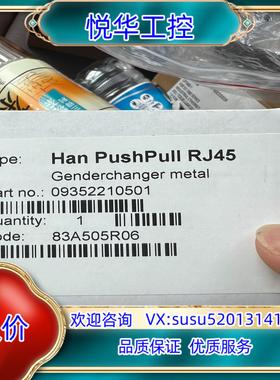 悦华工控
pe: Han PushPull RJ45
Genderchanger metal
art no.: 09352210501
uantity: 1
ode: 83A505R06
价
欢迎咨询 VX:susu52013141
品质保证 品质服务